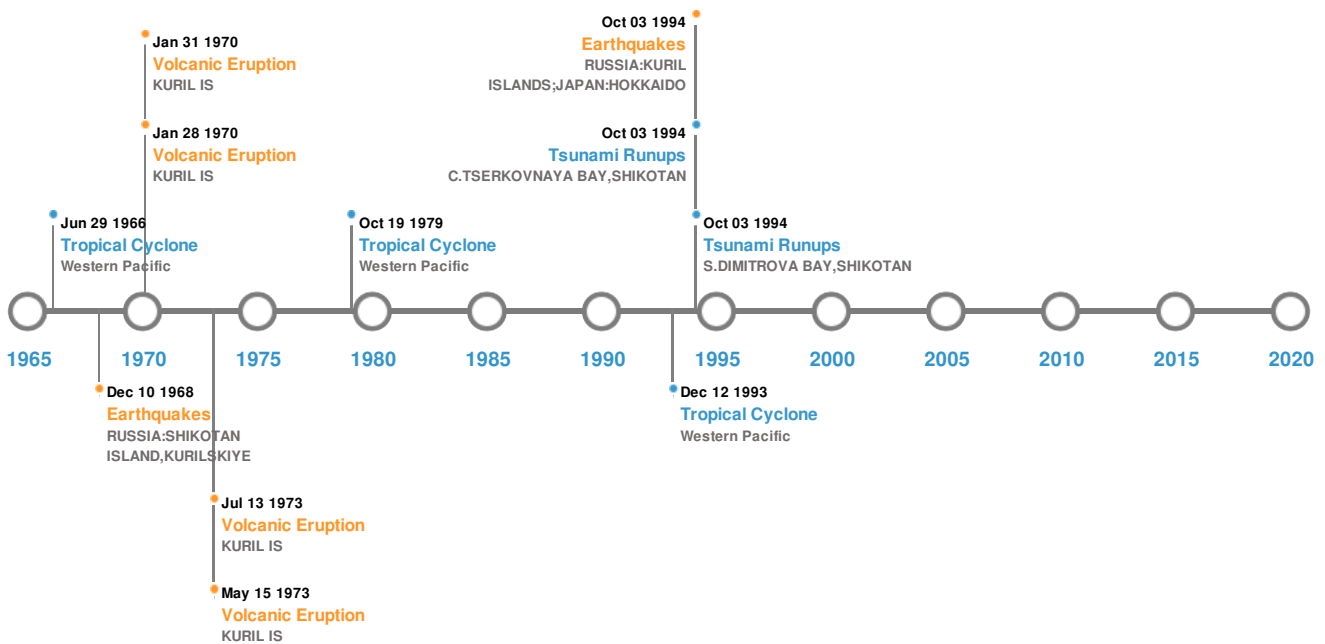 Jan 31 1970
Volcanic Eruption
KURIL IS
Jan 28 1970
Volcanic Eruption
KURIL IS
Jun 29 1966
Tropical Cyclone
Western Pacific
Oct 19 1979
Tropical Cyclone
Western Pacific
Oct 03 1994
Earthquakes
RUSSIA:KURIL
ISLANDS;JAPAN:HOKKAIDO
Oct 03 1994
Tsunami Runups
C.TSERKOVNAYA BAY,SHIKOTAN
Oct 03 1994
Tsunami Runups
S.DIMITROVA BAY,SHIKOTAN
1965 1970 1975 1980 1985 1990 1995 2000 2005 2010 2015 2020
Dec 10 1968
Earthquakes
RUSSIA:SHIKOTAN
ISLAND,KURILSKIYE
Jul 13 1973
Volcanic Eruption
KURIL IS
May 15 1973
Volcanic Eruption
KURIL IS
Dec 12 1993
Tropical Cyclone
Western Pacific